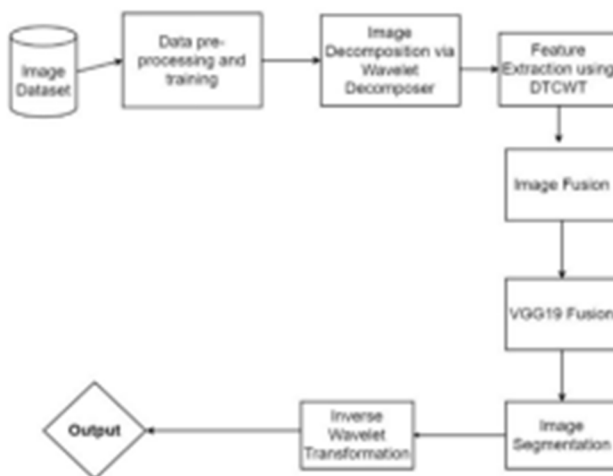 Image
Dataset
Data pre-
processing and
training
Image
Decomposition via
Wavelet
Decomposer
Feature
Extraction using
DTCWT
Image Fusion
VGG19 Fusion
Image
Segmentation
Inverse
Wavelet
Transformation
Output